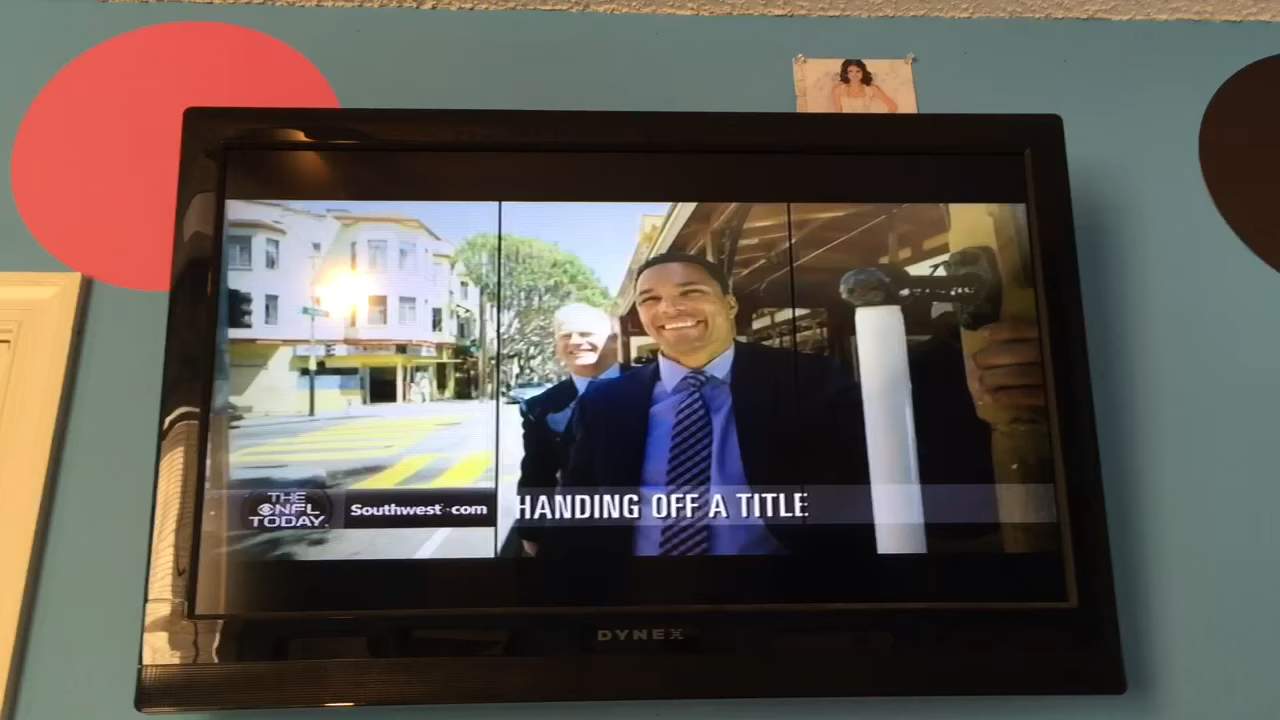 THE
NFL
TODAY
Southwest.com
HANDING OFF A TITLE
DYNEX